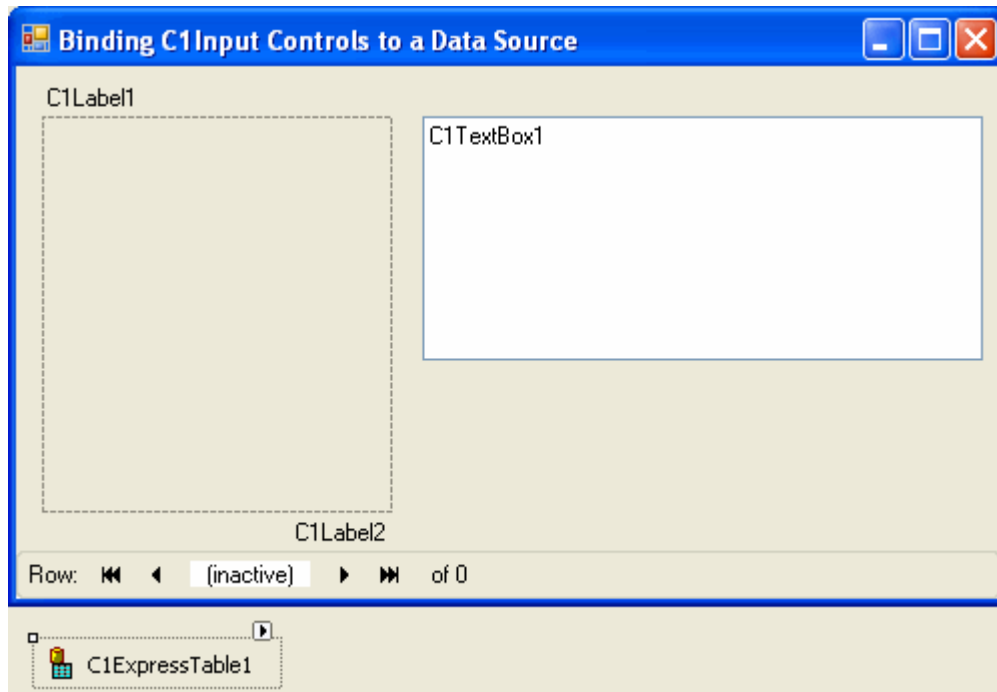 Binding C1Input Controls to a Data Source
C1Label1
C1TextBox1
C1Label2
Row: (inactive) of 0
C1ExpressTable1